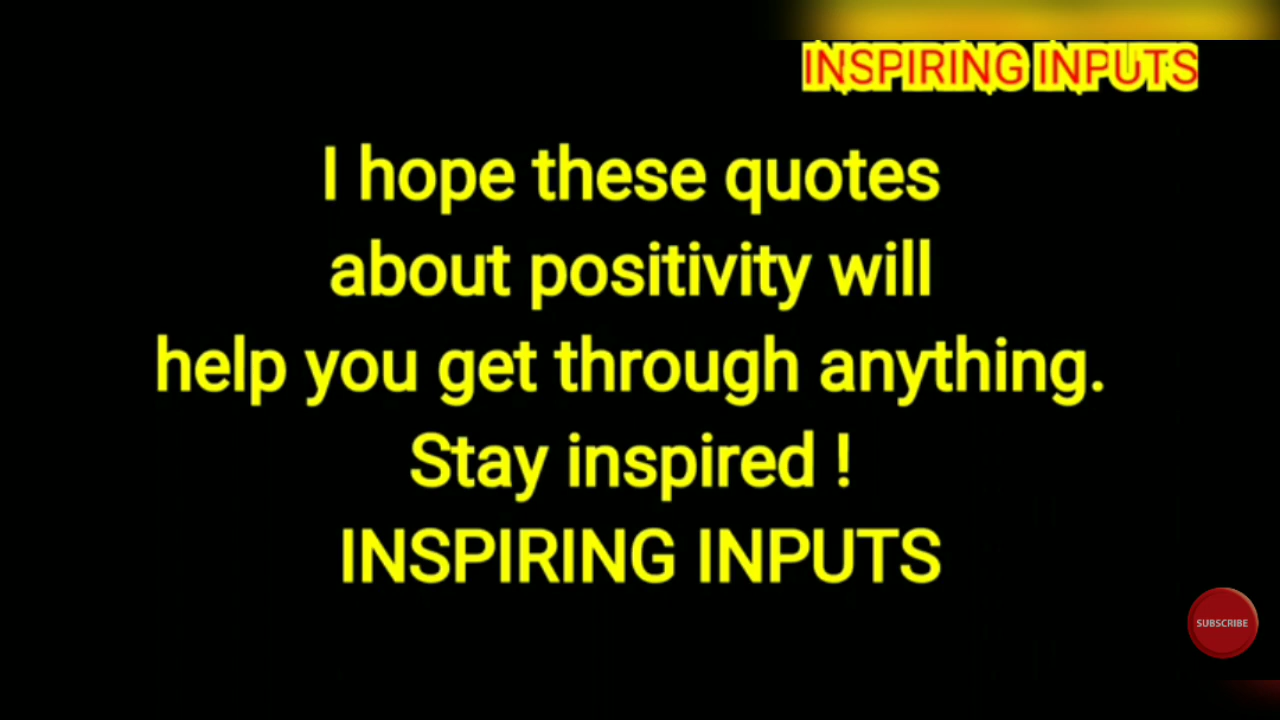 INSPIRING INPUTS
I hope these quotes
about positivity will
help you get through anything.
Stay inspired !
INSPIRING INPUTS
SUBSCRIBE